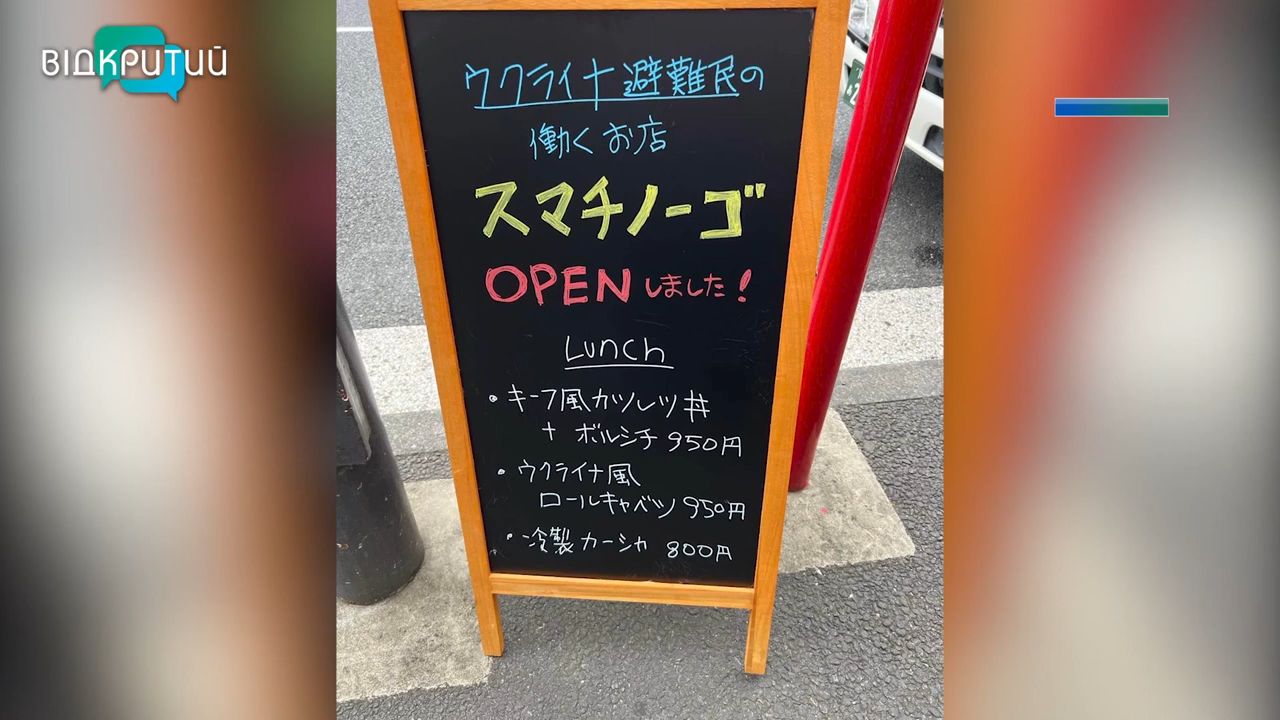 ВІДКРИТИЙ
ウクライナ避難民の
働くお店
スマチノーゴ
OPENしました!
Lunch
・キーフ風カツレツ丼
+ ボルシチ 950円
・ウクライナ風
ロールキャベツ 950円
・冷製カーシャ 800円